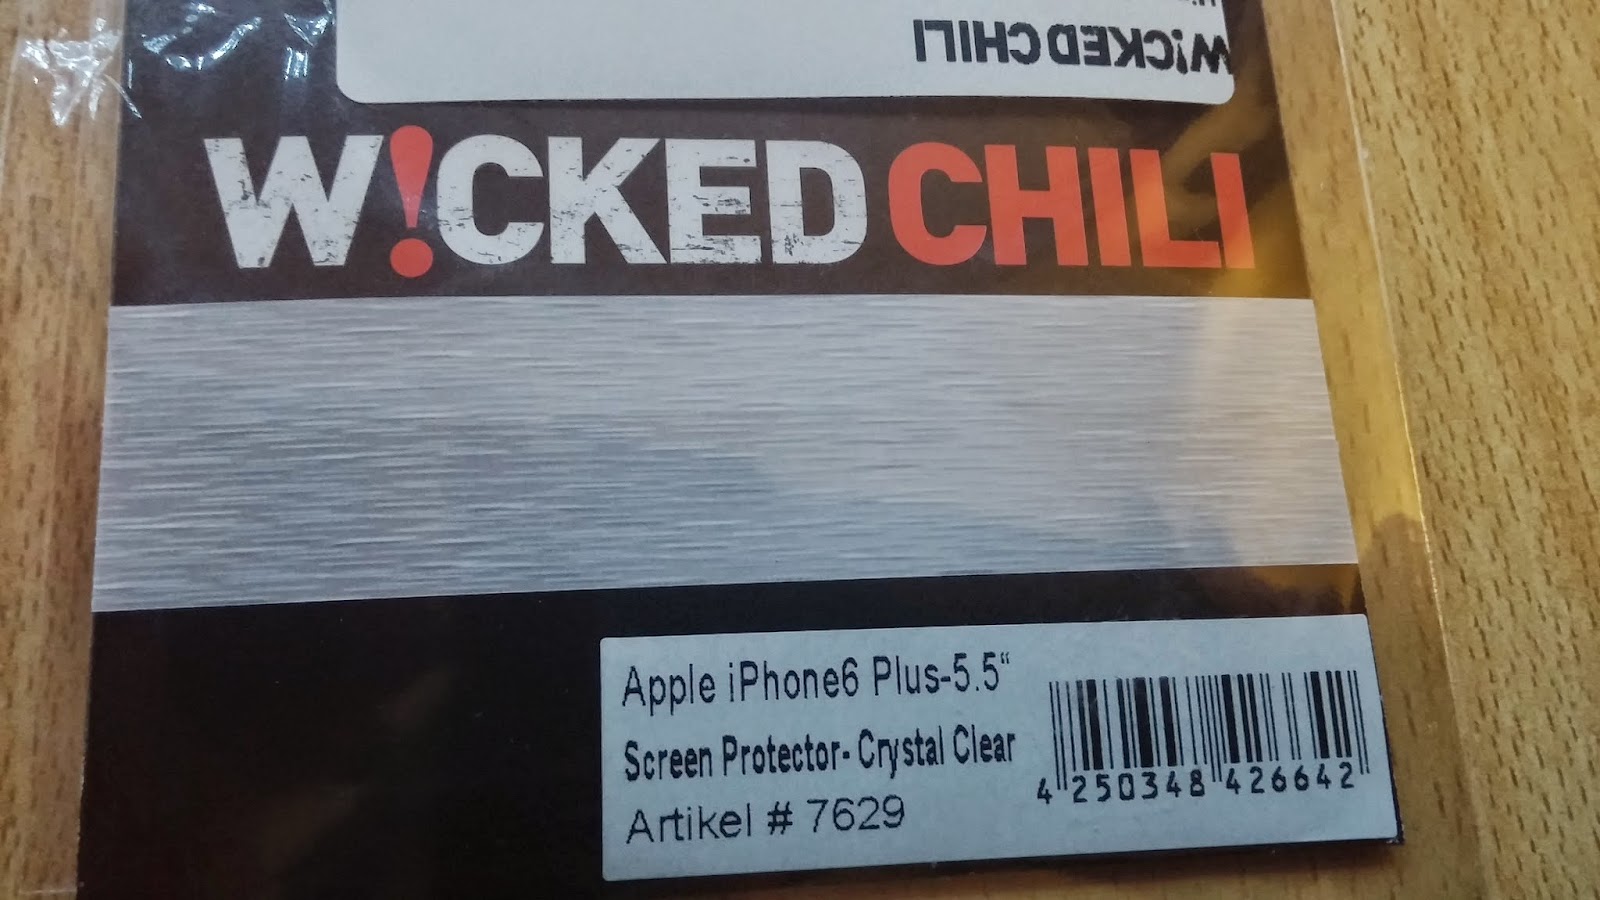 W!CKED CHILI
W!CKED CHILI
Apple iPhone6 Plus-5.5“
Screen Protector- Crystal Clear
Artikel # 7629
4 250348 426642